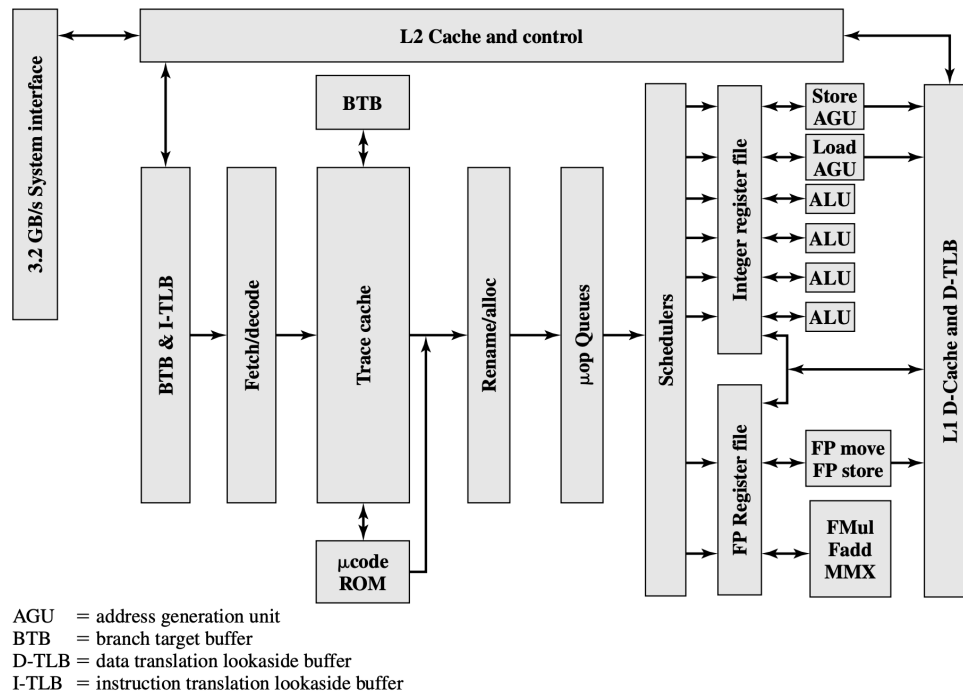 L2 Cache and control
3.2 GB/s System interface
BTB
BTB & I-TLB
Fetch/decode
Trace cache
μcode
ROM
Rename/alloc
μop Queues
Schedulers
Integer register file
FP Register file
Store
AGU
Load
AGU
ALU
ALU
ALU
ALU
FP move
FP store
FMul
Fadd
MMX
L1 D-Cache and D-TLB
AGU = address generation unit
BTB = branch target buffer
D-TLB = data translation lookaside buffer
I-TLB = instruction translation lookaside buffer